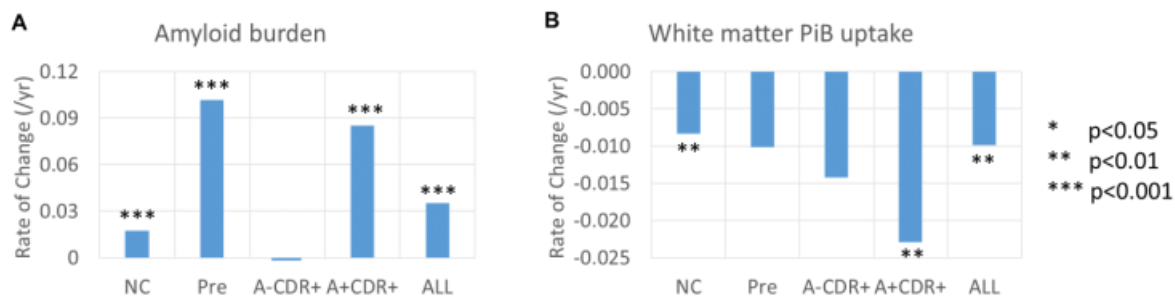 A
Amyloid burden
Rate of Change (/yr)
0.12
0.09
0.06
0.03
0
***
***
***
***
NC Pre A-CDR+ A+CDR+ ALL
B
White matter PiB uptake
Rate of Change (/yr)
0.000
-0.005
-0.010
-0.015
-0.020
-0.025
**
**
**
NC Pre A-CDR+ A+CDR+ ALL
* p<0.05
** p<0.01
*** p<0.001